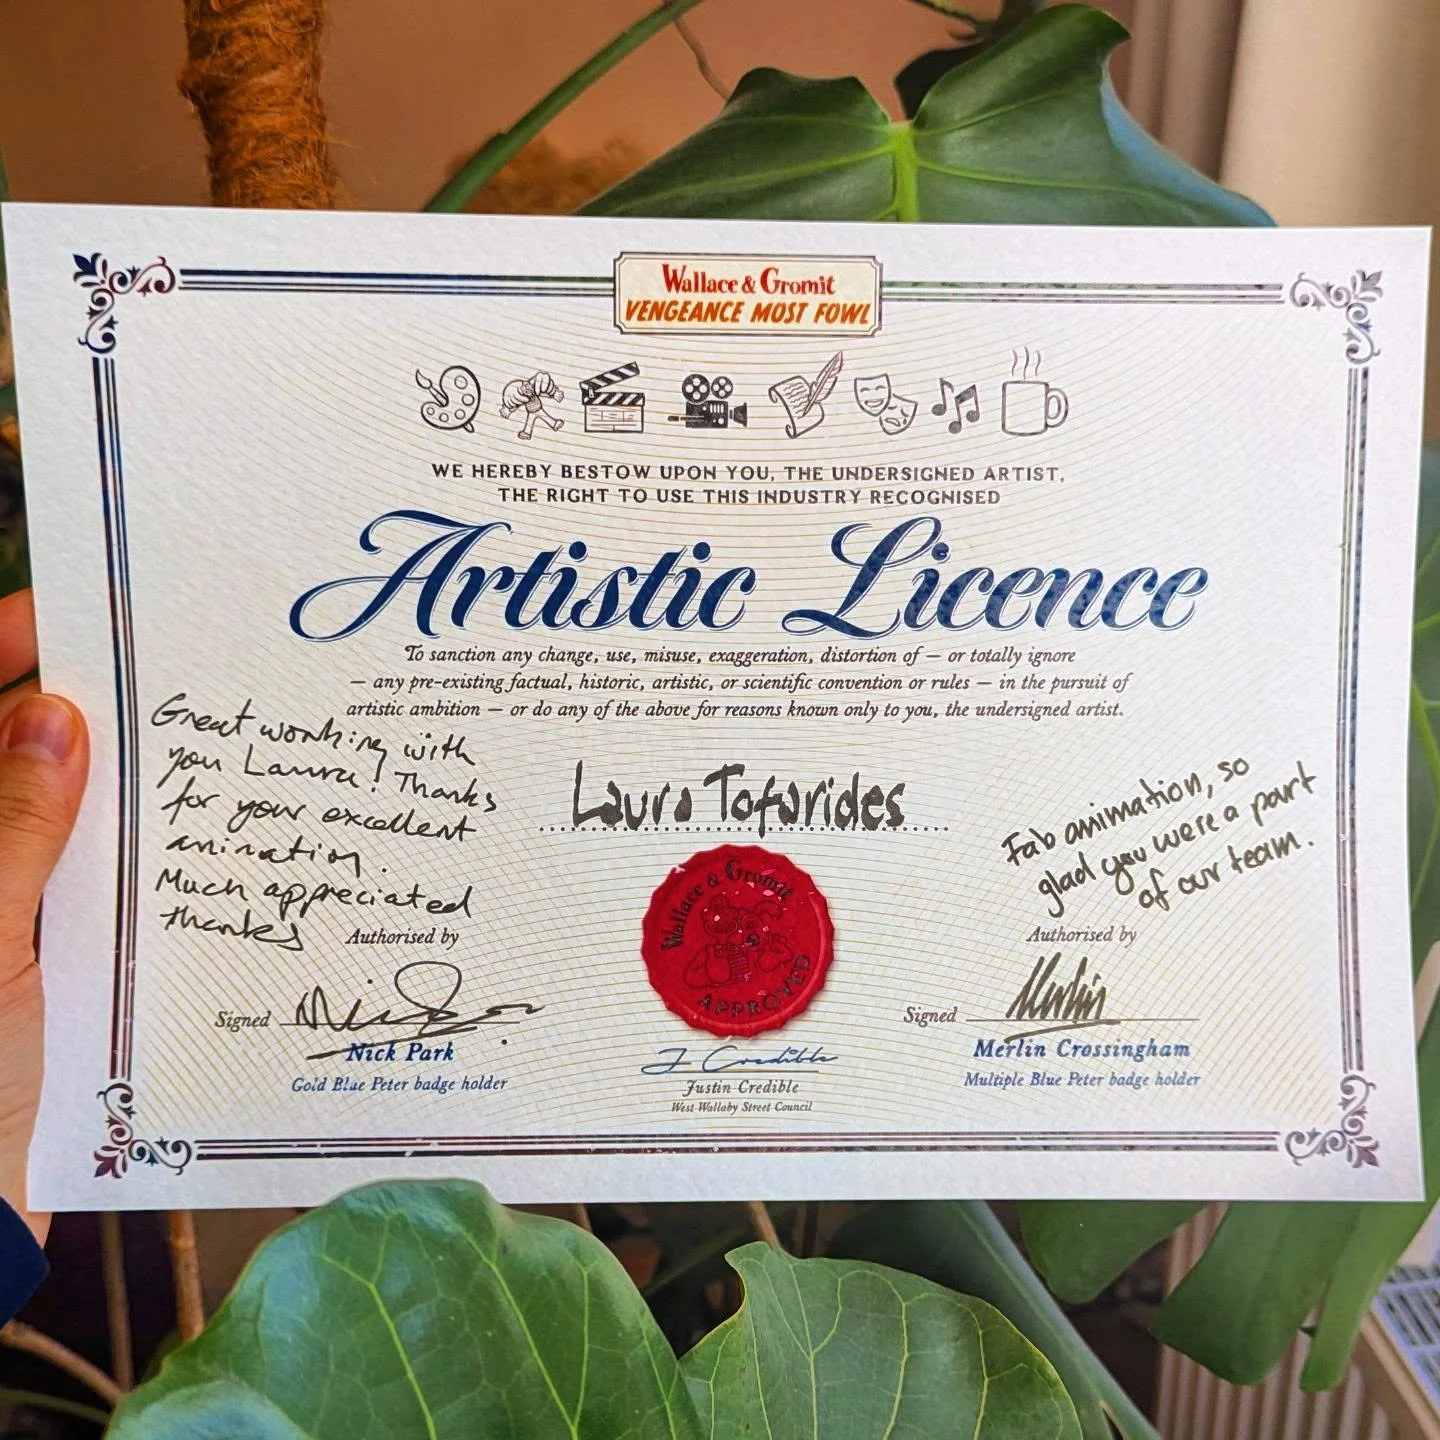 Wallace & Gromit
VENGEANCE MOST FOWL
WE HEREBY BESTOW UPON YOU, THE UNDERSIGNED ARTIST,
THE RIGHT TO USE THIS INDUSTRY RECOGNISED
Artistic Licence
To sanction any change, use, misuse, exaggeration, distortion of — or totally ignore
— any pre-existing factual, historic, artistic, or scientific convention or rules — in the pursuit of
artistic ambition — or do any of the above for reasons known only to you, the undersigned artist.
Great working with
you Laura! Thanks
for your excellent
animation.
Much appreciated
thanks
Laura Tofarides
Fab animation, so
glad you were a part
of our team.
Wallace & Gromit
APPROVED
Authorised by
Signed
Nick Park
Gold Blue Peter badge holder
J Credible
Justin Credible
West Wallaby Street Council
Authorised by
Signed Merlin
Merlin Crossingham
Multiple Blue Peter badge holder